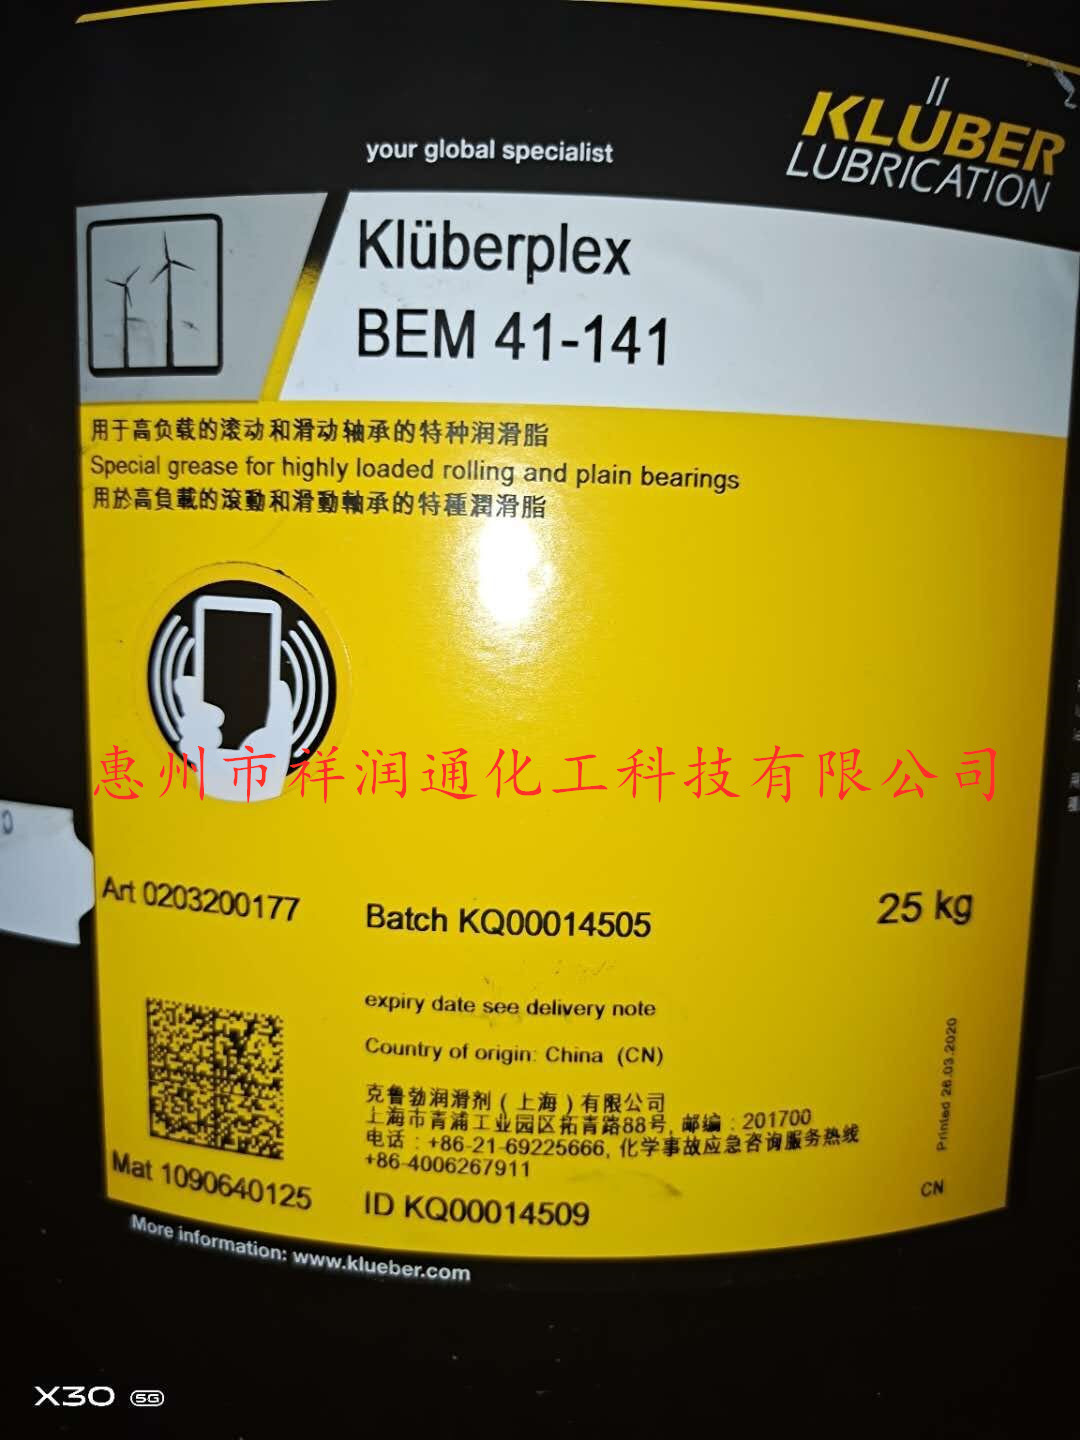 your global specialist
KLÜBER
LUBRICATION
Klüberplex
BEM 41-141
用于高负载的滚动和滑动轴承的特种润滑脂
Special grease for highly loaded rolling and plain bearings
用於高負載的滾動和滑動軸承的特種潤滑脂
惠州市祥润通化工科技有限公司
Art 0203200177
Batch KQ00014505
25 kg
expiry date see delivery note
Country of origin: China (CN)
克鲁勃润滑剂（上海）有限公司
上海市青浦工业园区拓青路88号, 邮编 : 201700
电话 : +86-21-69225666, 化学事故应急咨询服务热线
+86-4006267911
Printed 26.03.2020
Mat 1090640125
ID KQ00014509
CN
More information: www.klueber.com
X30 5G